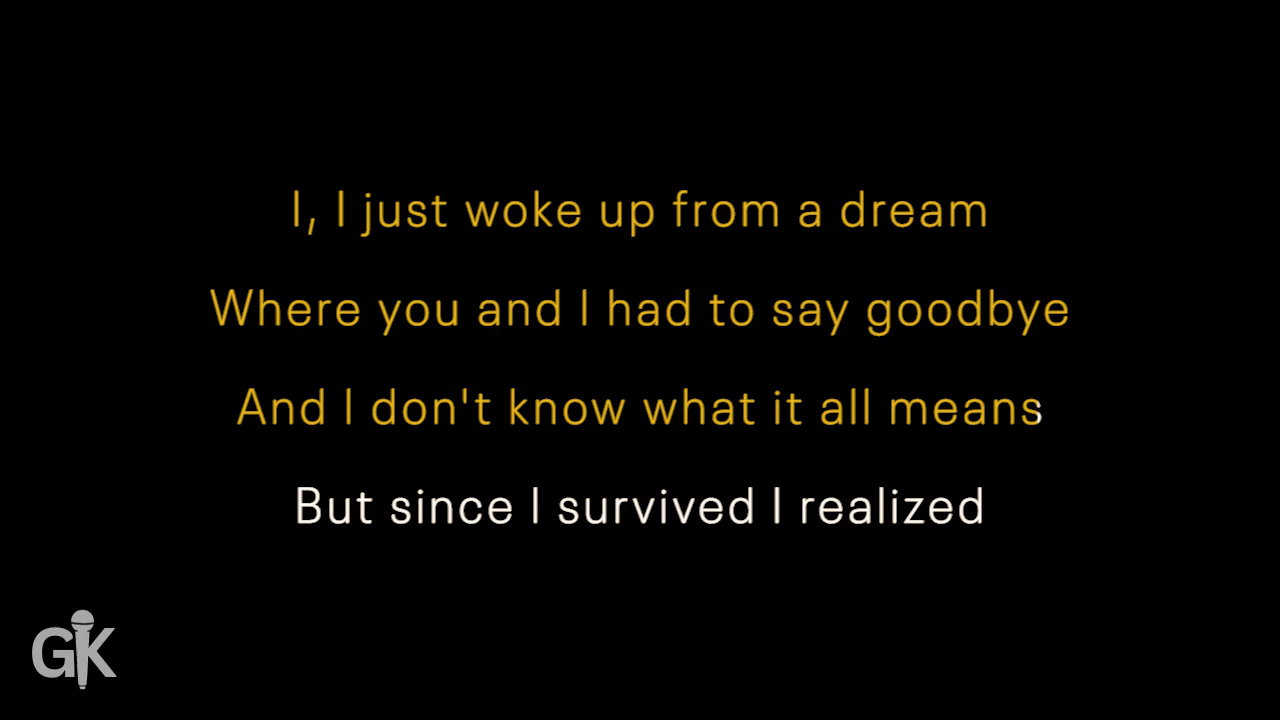 I, I just woke up from a dream
Where you and I had to say goodbye
And I don't know what it all means
But since I survived I realized
GK